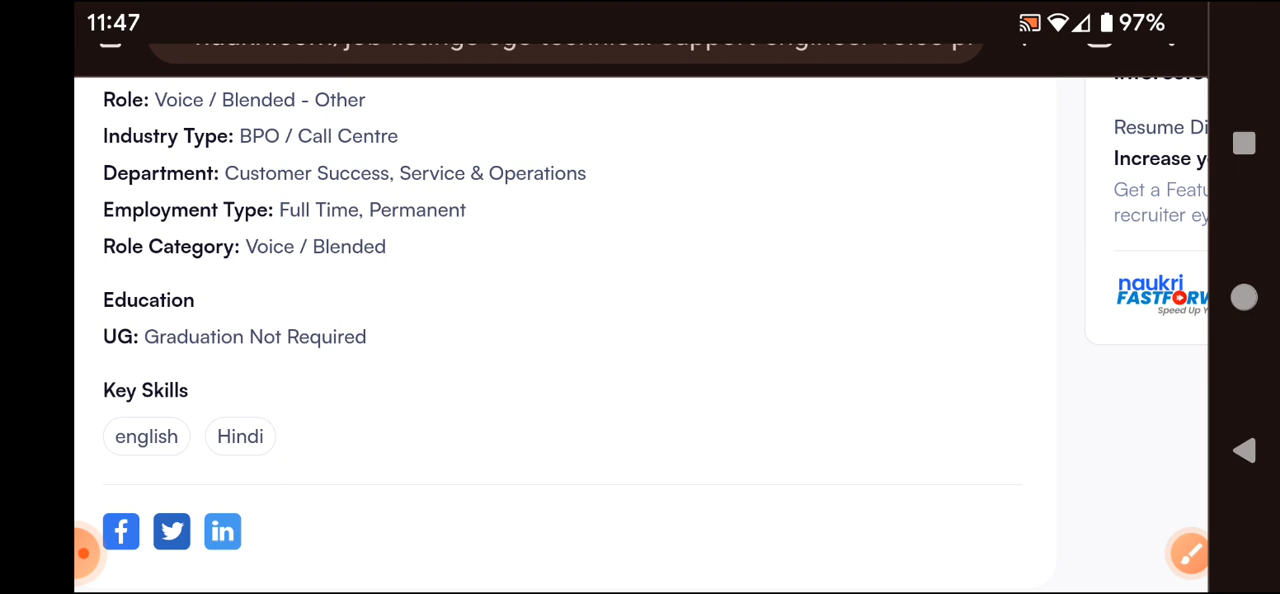 11:47
97%
Role: Voice / Blended - Other
Industry Type: BPO / Call Centre
Department: Customer Success, Service & Operations
Employment Type: Full Time, Permanent
Role Category: Voice / Blended
Education
UG: Graduation Not Required
Key Skills
english
Hindi
Resume Di
Increase y
Get a Featu
recruiter ey
naukri
FASTFORW
Speed Up Y